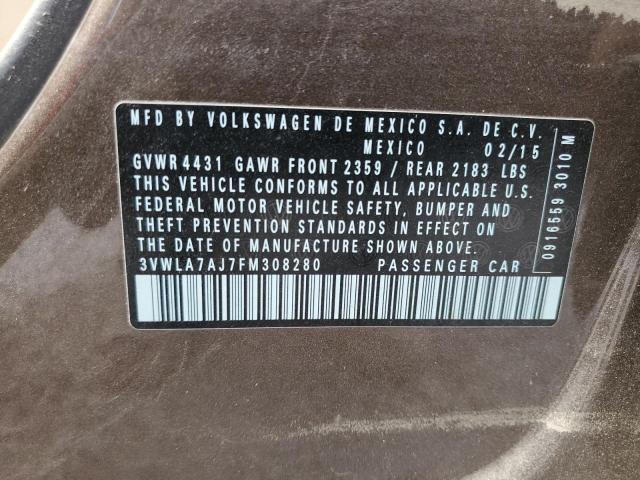 MFD BY VOLKSWAGEN DE MEXICO S.A. DE C.V.
MEXICO 02/15
GVWR 4431 GAWR FRONT 2359 / REAR 2183 LBS
THIS VEHICLE CONFORMS TO ALL APPLICABLE U.S.
FEDERAL MOTOR VEHICLE SAFETY, BUMPER AND
THEFT PREVENTION STANDARDS IN EFFECT ON
THE DATE OF MANUFACTURE SHOWN ABOVE.
3VWLA7AJ7FM308280 PASSENGER CAR
0916559 3010 M